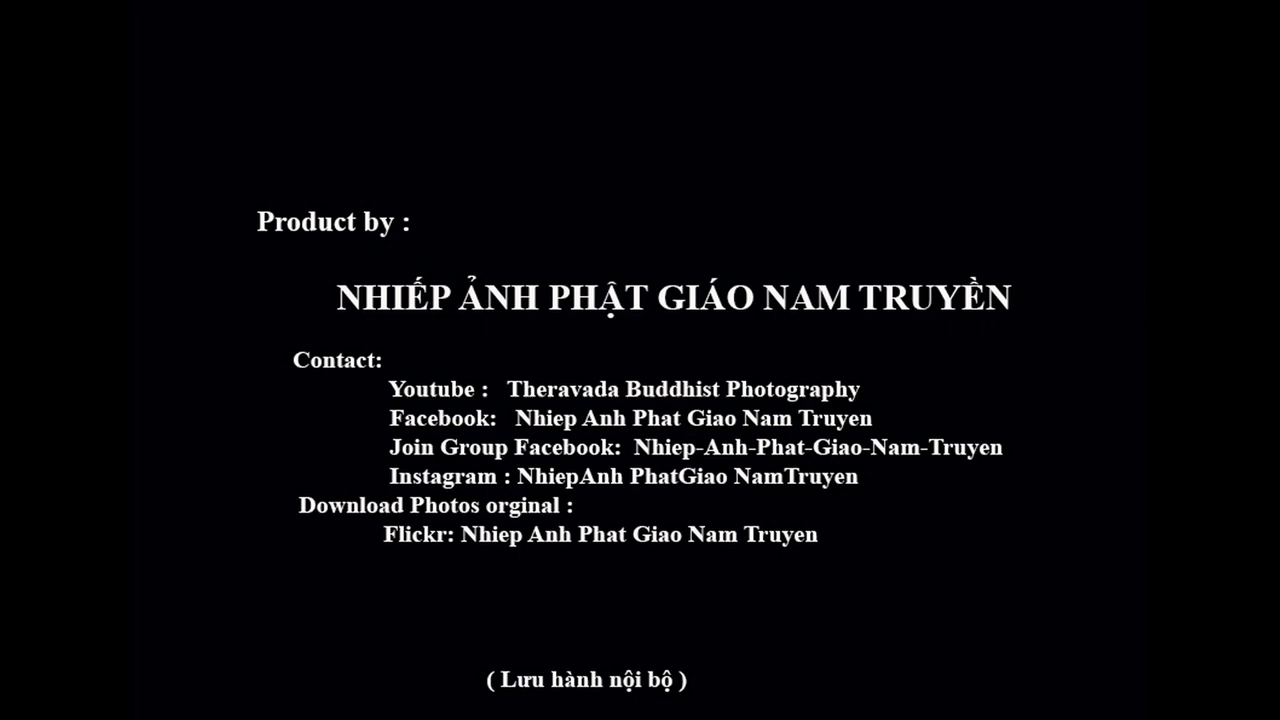 Product by :
NHIẾP ẢNH PHẬT GIÁO NAM TRUYỀN
Contact:
Youtube : Theravada Buddhist Photography
Facebook: Nhiep Anh Phat Giao Nam Truyen
Join Group Facebook: Nhiep-Anh-Phat-Giao-Nam-Truyen
Instagram : NhiepAnh PhatGiao NamTruyen
Download Photos orginal :
Flickr: Nhiep Anh Phat Giao Nam Truyen
( Lưu hành nội bộ )